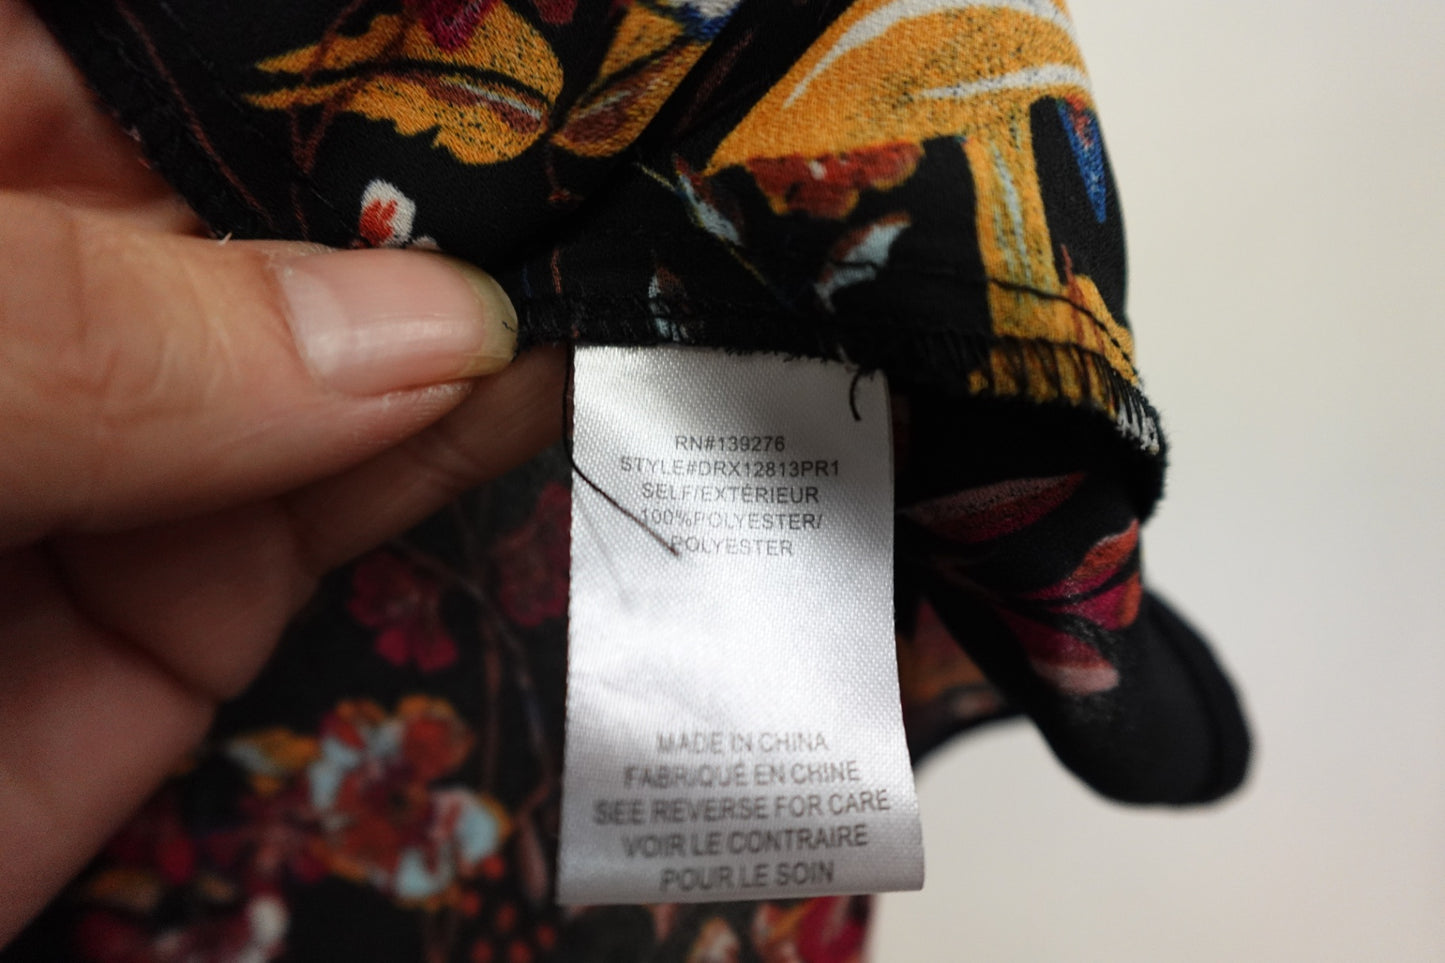 RN#139276
STYLE#DRX12813PR1
SELF/EXTÉRIEUR
100%POLYESTER/
POLYESTER
MADE IN CHINA
FABRIQUÉ EN CHINE
SEE REVERSE FOR CARE
VOIR LE CONTRAIRE
POUR LE SOIN